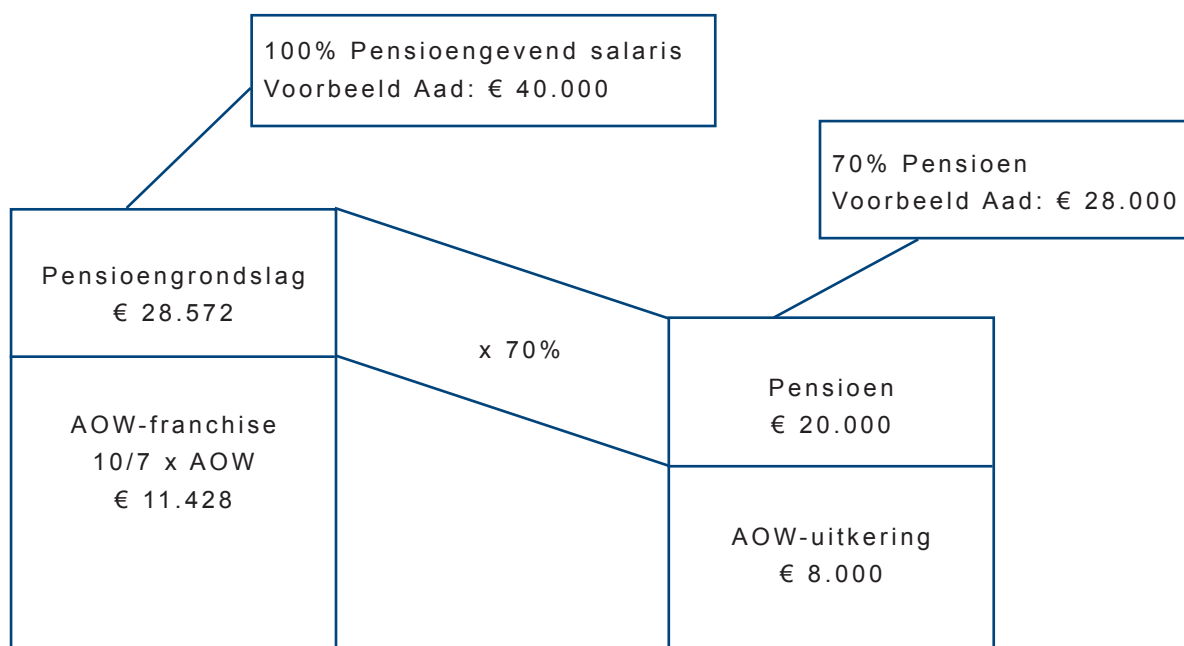 100% Pensioengevend salaris
Voorbeeld Aad: € 40.000
70% Pensioen
Voorbeeld Aad: € 28.000
Pensioengrondslag
€ 28.572
x 70%
Pensioen
€ 20.000
AOW-franchise
10/7 x AOW
€ 11.428
AOW-uitkering
€ 8.000